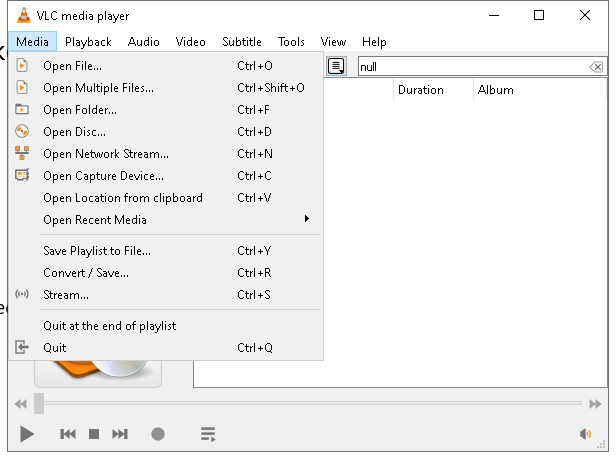 VLC media player
Media Playback Audio Video Subtitle Tools View Help
Open File... Ctrl+O
null
Open Multiple Files... Ctrl+Shift+O
Duration Album
Open Folder... Ctrl+F
Open Disc... Ctrl+D
Open Network Stream... Ctrl+N
Open Capture Device... Ctrl+C
Open Location from clipboard Ctrl+V
Open Recent Media
Save Playlist to File... Ctrl+Y
Convert / Save... Ctrl+R
Stream... Ctrl+S
Quit at the end of playlist
Quit Ctrl+Q